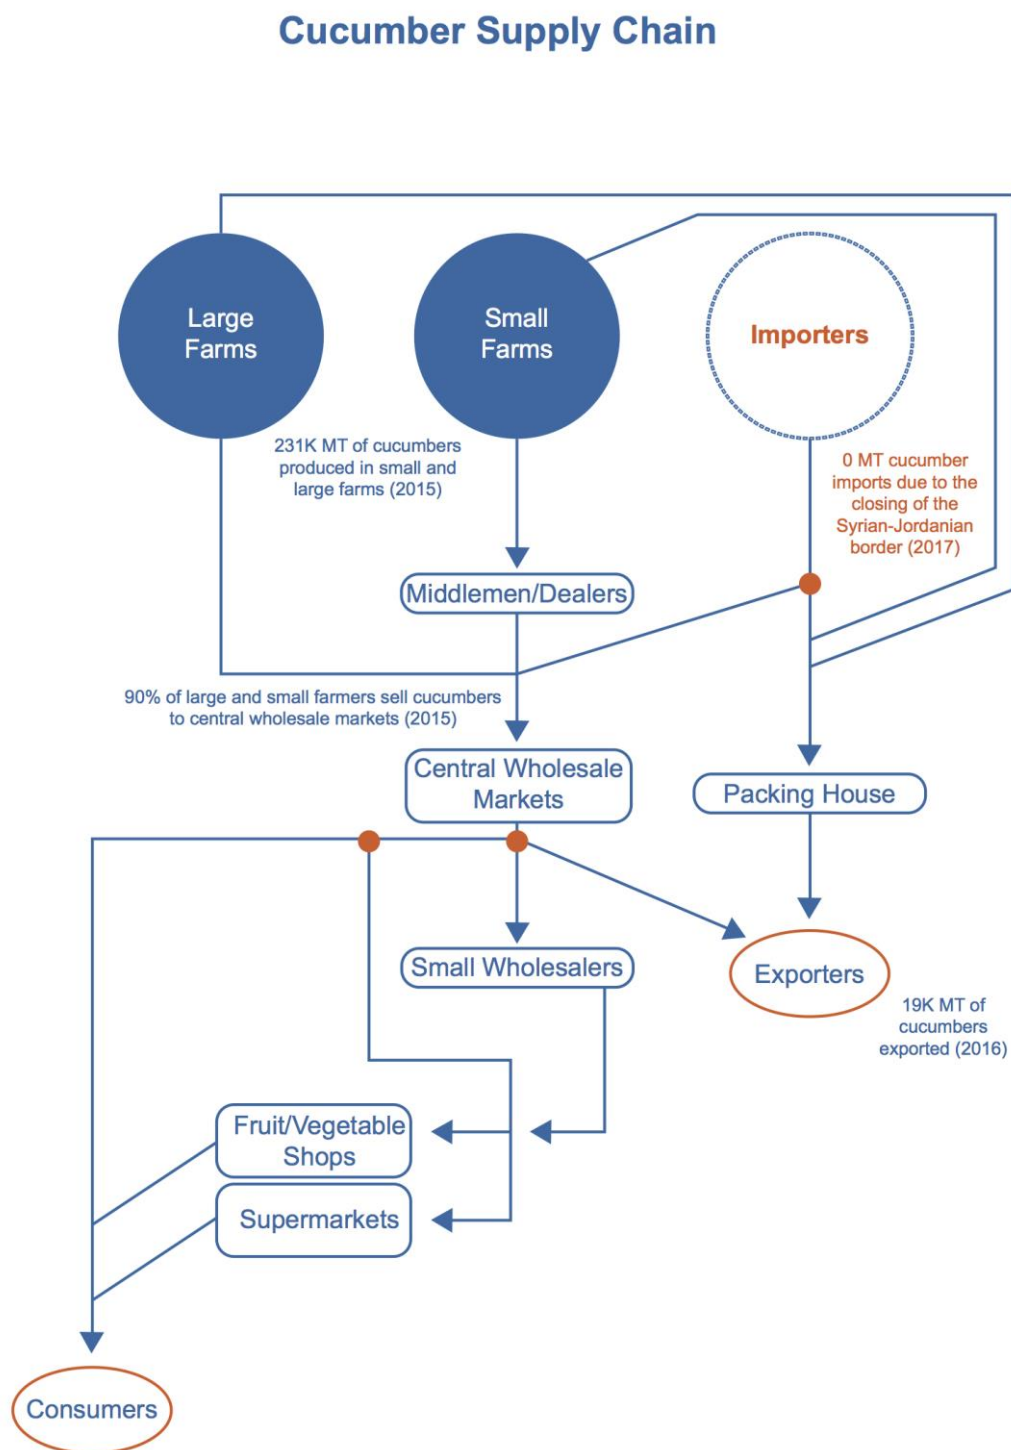 Cucumber Supply Chain
Large
Farms
Small
Farms
Importers
231K MT of cucumbers
produced in small and
large farms (2015)
0 MT cucumber
imports due to the
closing of the
Syrian-Jordanian
border (2017)
Middlemen/Dealers
90% of large and small farmers sell cucumbers
to central wholesale markets (2015)
Central Wholesale
Markets
Packing House
Small Wholesalers
Exporters
19K MT of
cucumbers
exported (2016)
Fruit/Vegetable
Shops
Supermarkets
Consumers